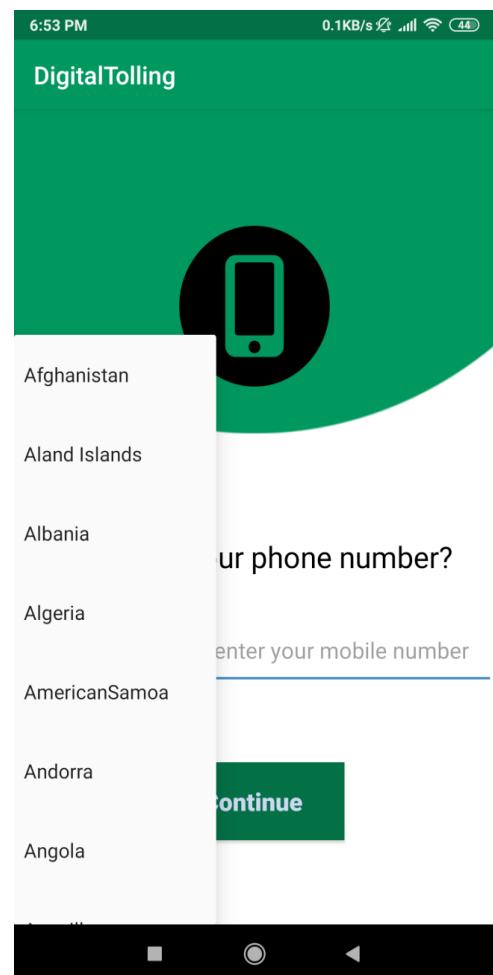 6:53 PM 0.1KB/s 44
DigitalTolling
Afghanistan
Aland Islands
Albania
ur phone number?
Algeria
enter your mobile number
AmericanSamoa
Andorra
ontinue
Angola